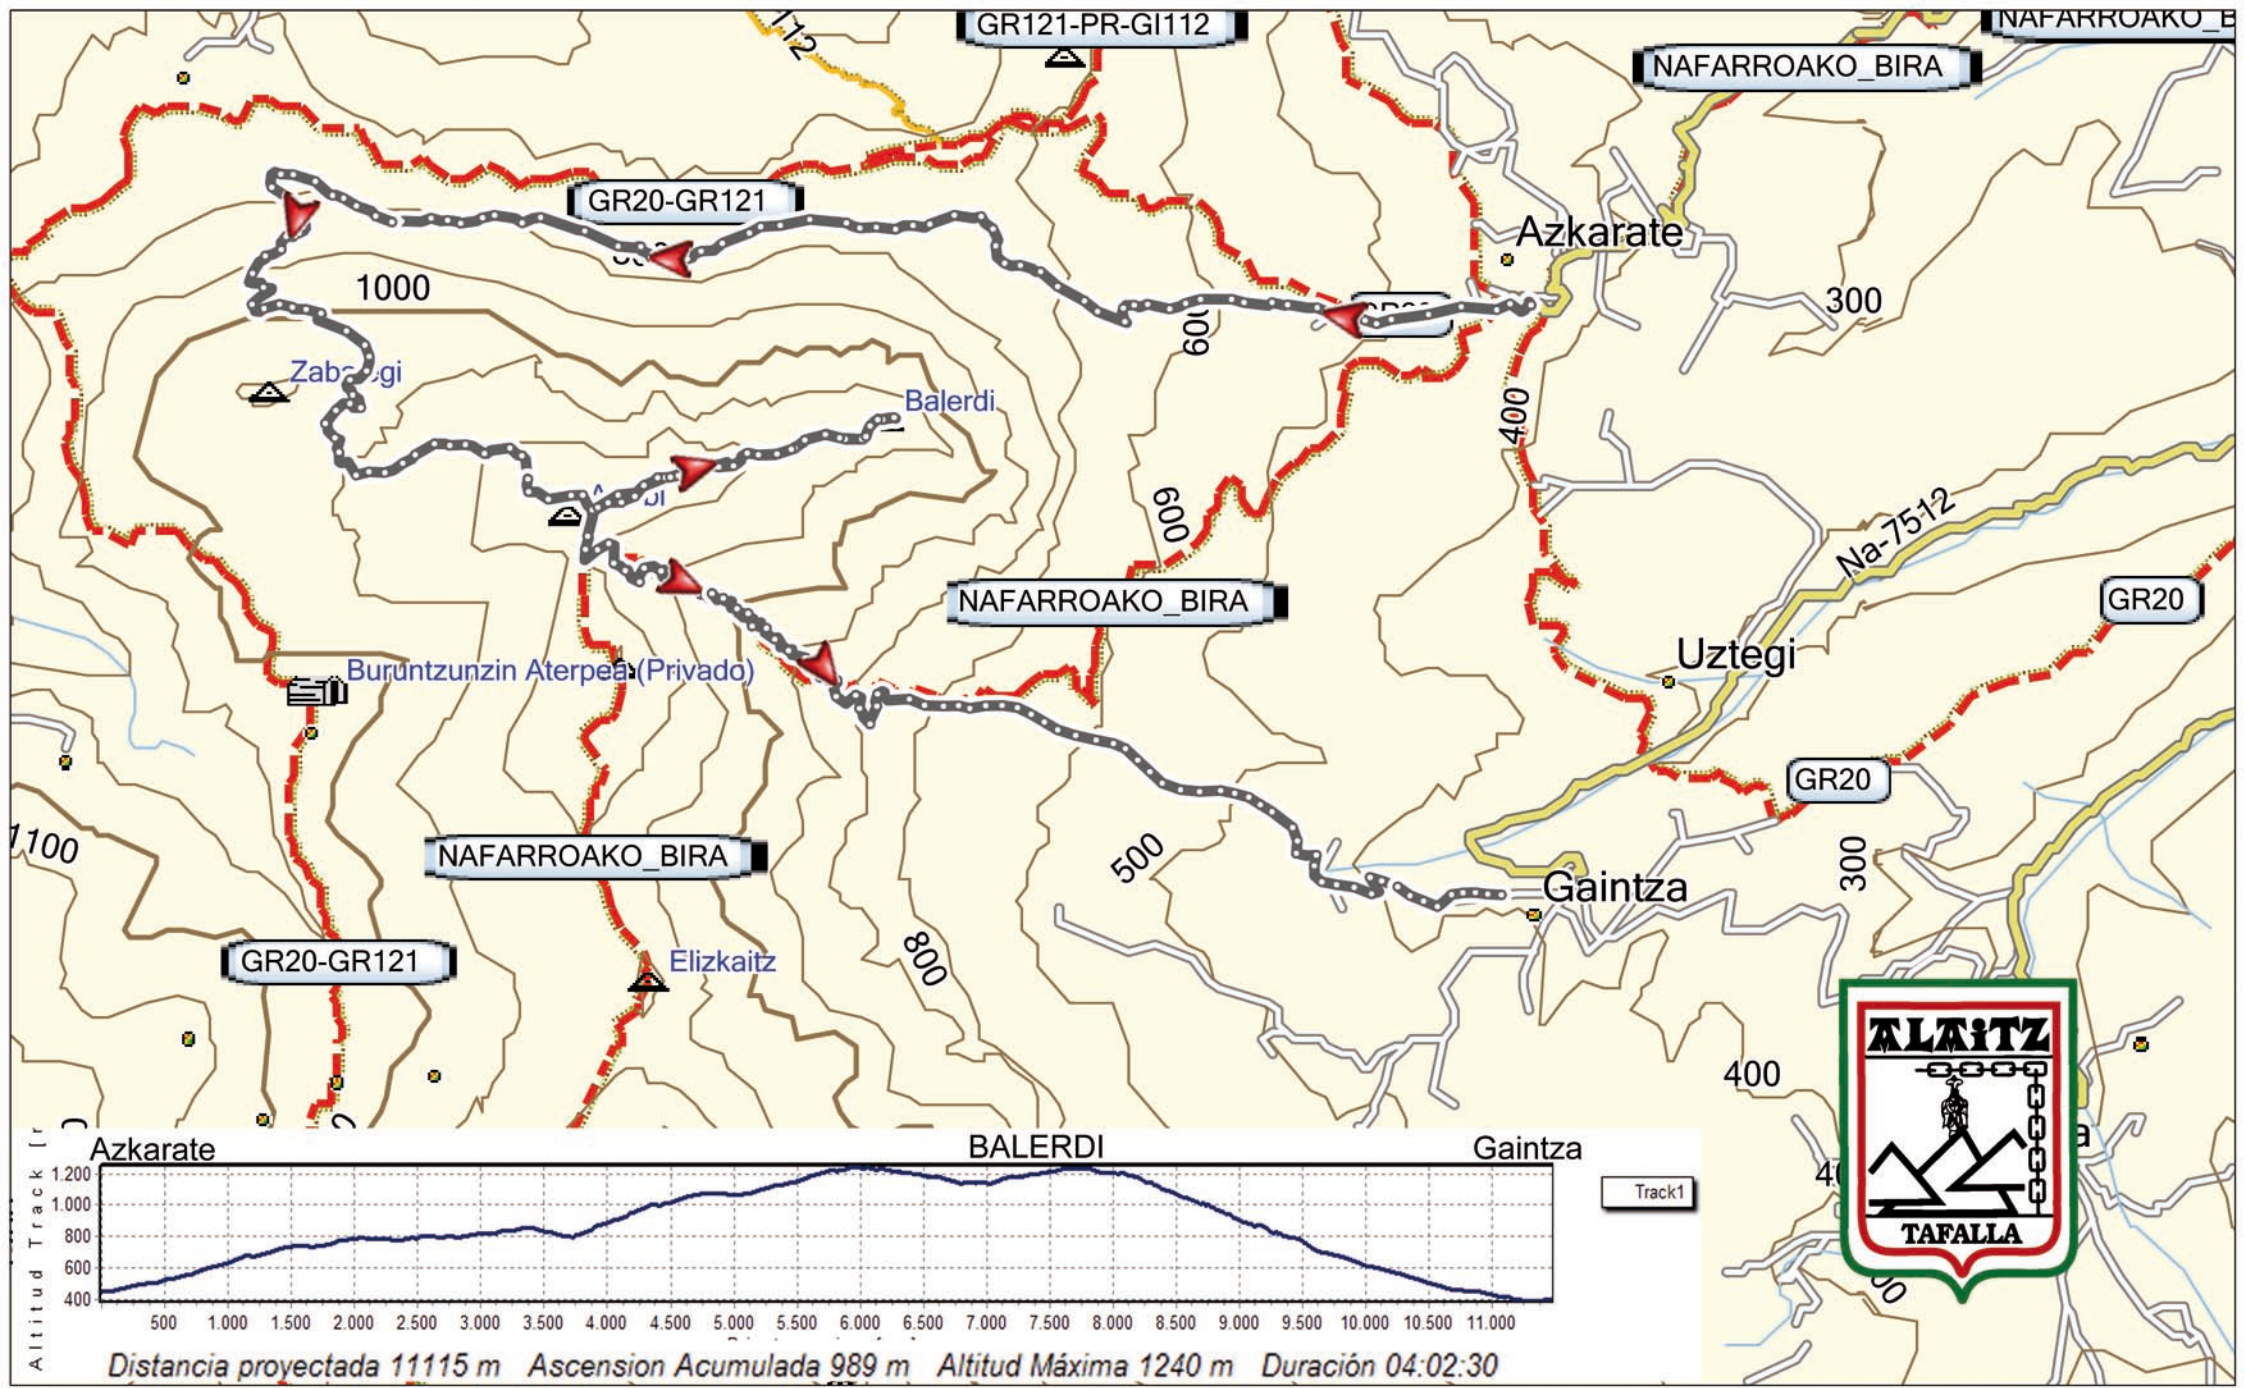 112
GR121-PR-GI112
NAFARROAKO_B
NAFARROAKO_BIRA
GR20-GR121
Azkarate
1000
300
600
400
Balerdi
600
Na-7512
NAFARROAKO_BIRA
GR20
Uztegi
Buruntzunzin Aterpea (Privado)
GR20
1100
NAFARROAKO_BIRA
500
300
Gaintza
800
GR20-GR121
Elizkaitz
400
ALAiTZ
TAFALLA
Azkarate
BALERDI
Gaintza
Altitud Track [
1.200
1.000
800
600
400
Track1
500 1.000 1.500 2.000 2.500 3.000 3.500 4.000 4.500 5.000 5.500 6.000 6.500 7.000 7.500 8.000 8.500 9.000 9.500 10.000 10.500 11.000
Distancia proyectada 11115 m Ascension Acumulada 989 m Altitud Máxima 1240 m Duración 04:02:30